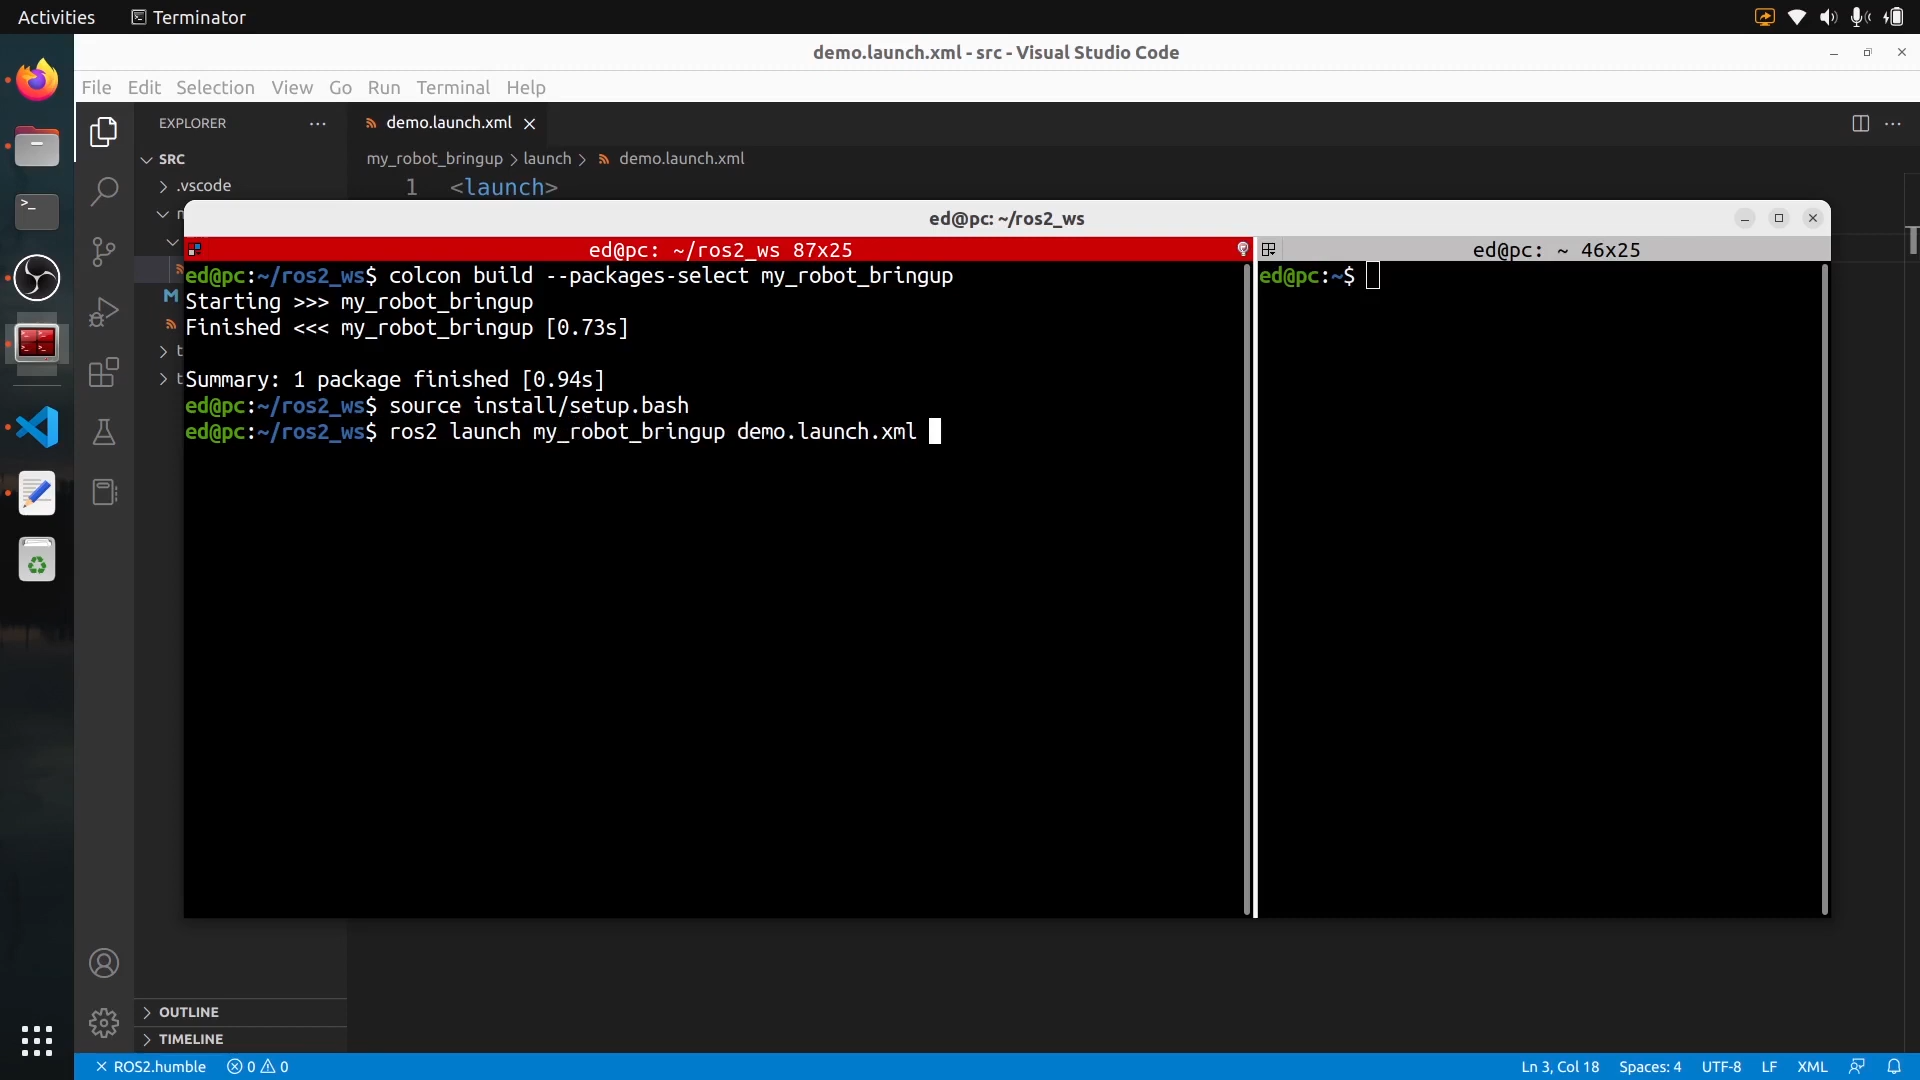 Activities
Terminator
demo.launch.xml - src - Visual Studio Code
File Edit Selection View Go Run Terminal Help
EXPLORER
demo.launch.xml
SRC
my_robot_bringup > launch > demo.launch.xml
.vscode
1 <launch>
ed@pc: ~/ros2_ws
ed@pc: ~/ros2_ws 87x25
ed@pc: ~ 46x25
ed@pc:~/ros2_ws$ colcon build --packages-select my_robot_bringup
ed@pc:~$
Starting >>> my_robot_bringup
Finished <<< my_robot_bringup [0.73s]
Summary: 1 package finished [0.94s]
ed@pc:~/ros2_ws$ source install/setup.bash
ed@pc:~/ros2_ws$ ros2 launch my_robot_bringup demo.launch.xml
OUTLINE
TIMELINE
ROS2.humble
0
0
Ln 3, Col 18
Spaces: 4
UTF-8
LF
XML